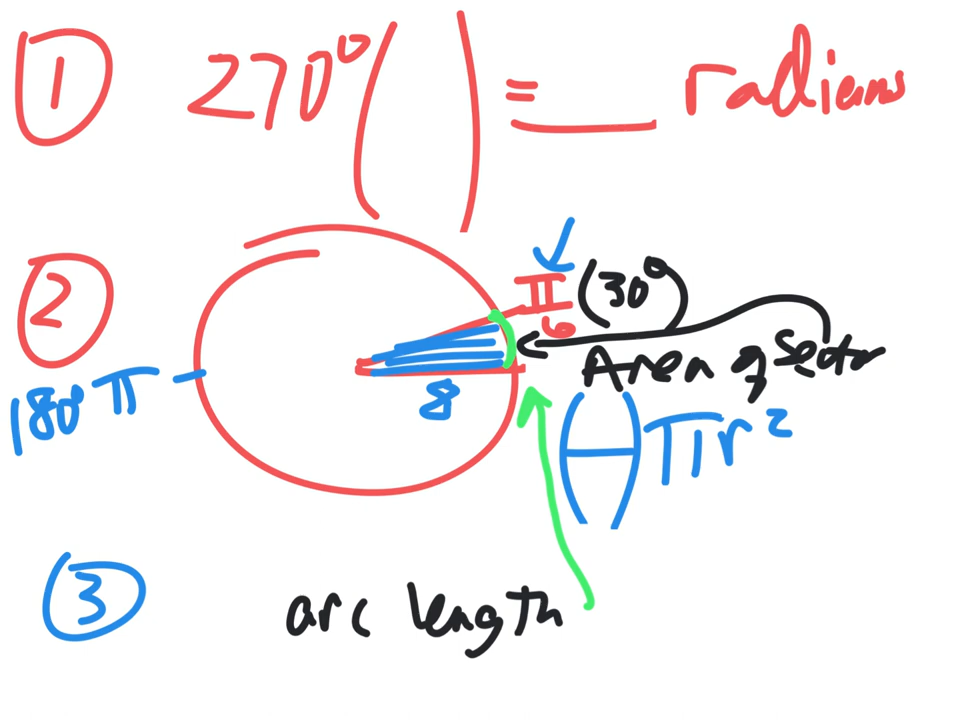 1 270° ( ) = ___ radians
2
π/6 (30°)
Area of Sector
180° π
8
( — ) πr²
3
arc length